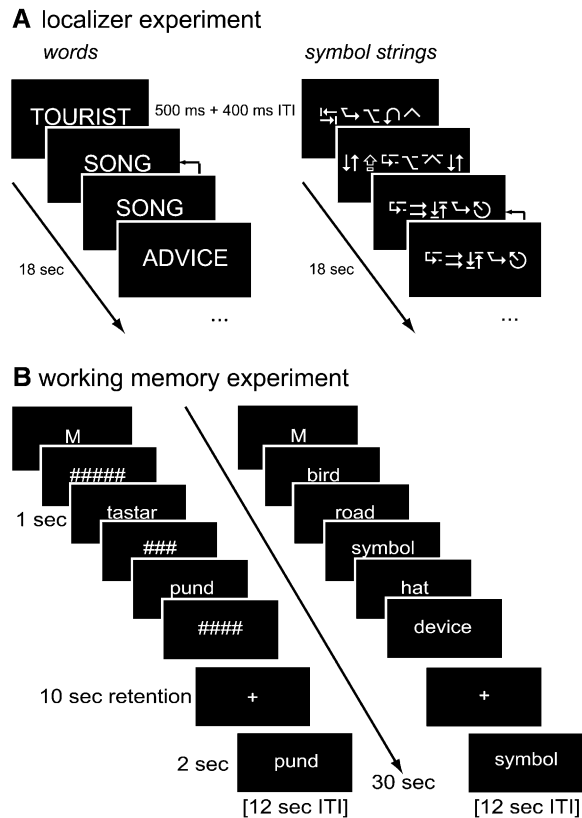 A localizer experiment
words
symbol strings
TOURIST
500 ms + 400 ms ITI
SONG
SONG
ADVICE
18 sec
18 sec
...
...
B working memory experiment
M
#####
1 sec
tastar
###
pund
####
10 sec retention
+
2 sec
pund
[12 sec ITI]
M
bird
road
symbol
hat
device
+
30 sec
symbol
[12 sec ITI]